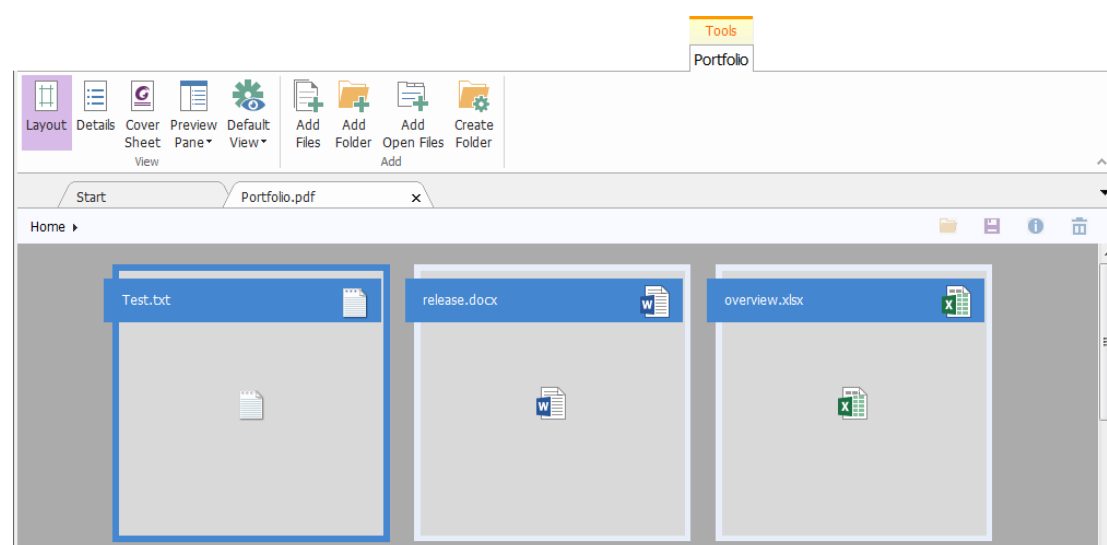 Tools
Portfolio
Layout Details Cover Sheet Preview Pane Default View Add Files Add Folder Add Open Files Create Folder
View Add
Start Portfolio.pdf x
Home
Test.txt release.docx overview.xlsx